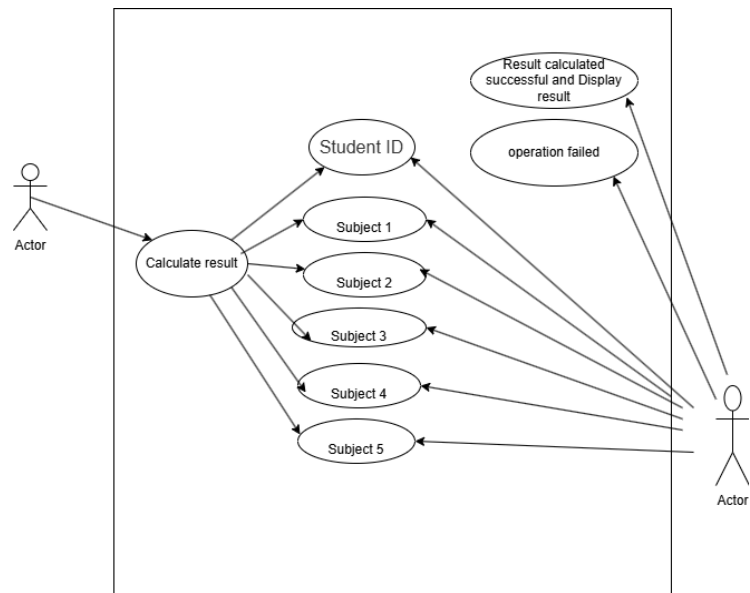 Result calculated
successful and Display
result
operation failed
Student ID
Subject 1
Subject 2
Subject 3
Subject 4
Subject 5
Calculate result
Actor
Actor